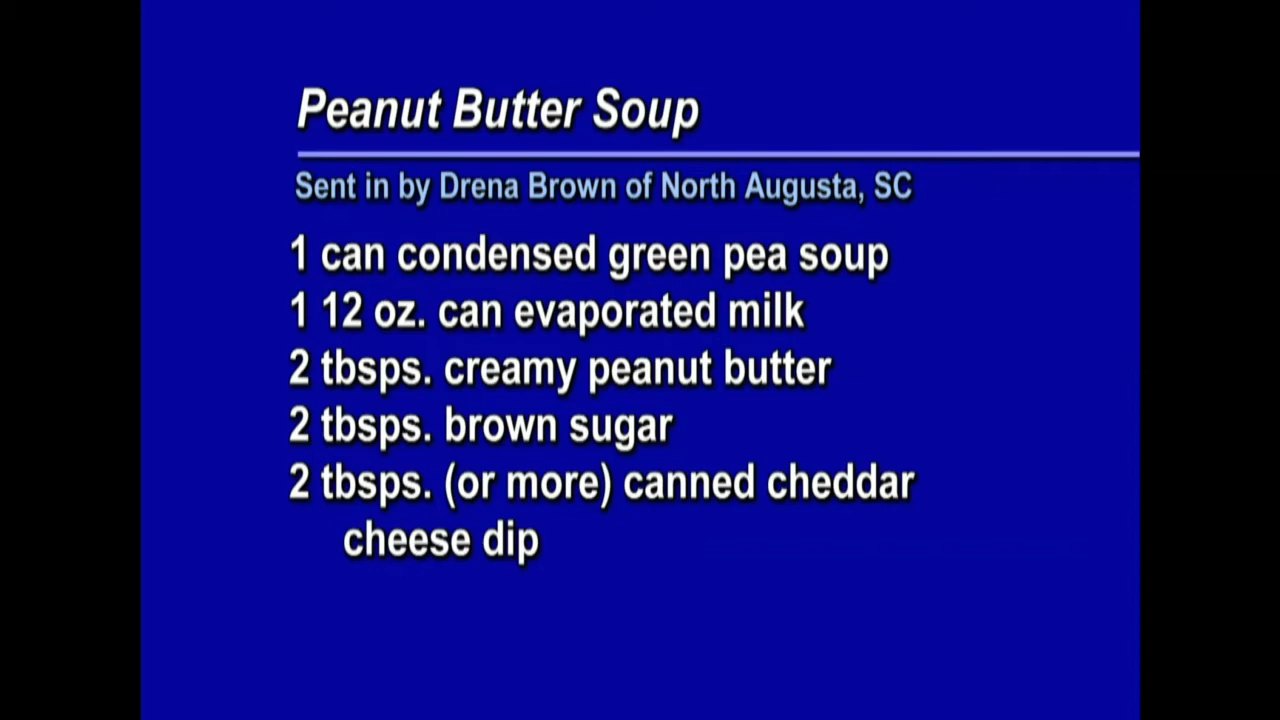 Peanut Butter Soup
Sent in by Drena Brown of North Augusta, SC
1 can condensed green pea soup
1 12 oz. can evaporated milk
2 tbsps. creamy peanut butter
2 tbsps. brown sugar
2 tbsps. (or more) canned cheddar
cheese dip